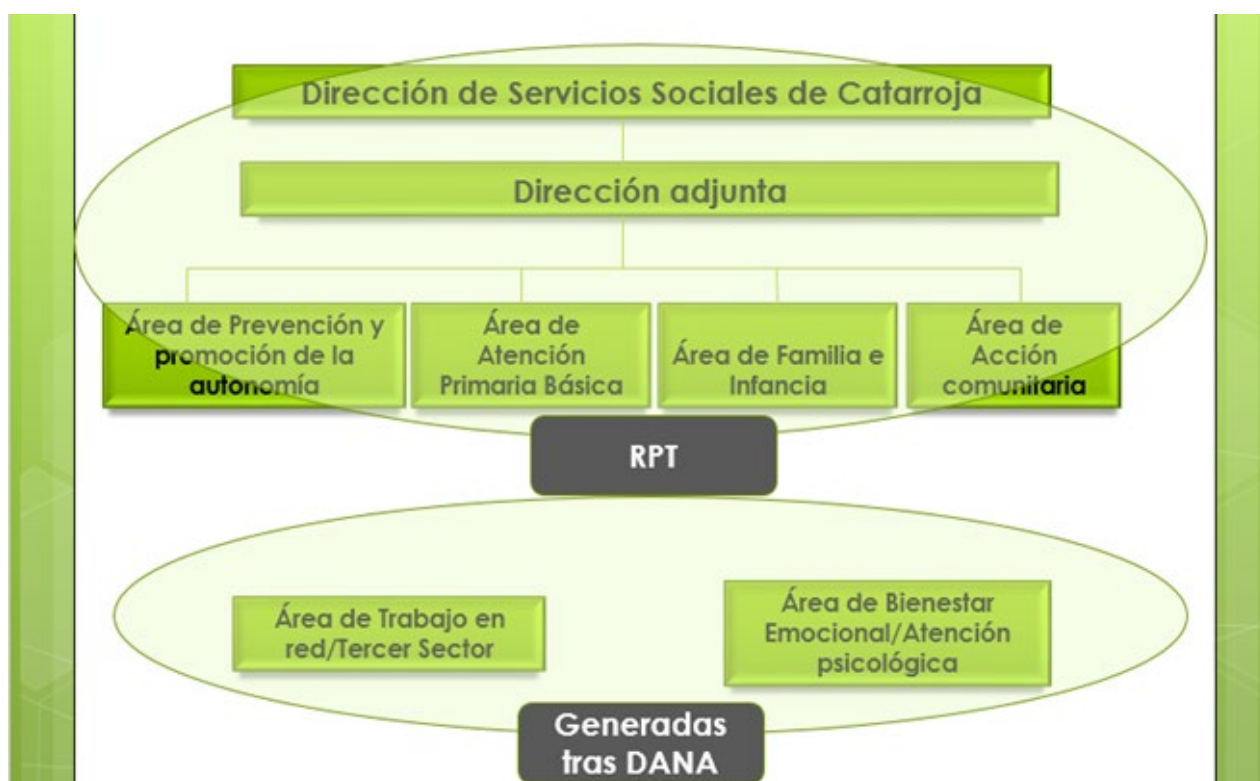 Dirección de Servicios Sociales de Catarroja
Dirección adjunta
Área de Prevención y
promoción de la
autonomía
Área de
Atención
Primaria Básica
Área de Familia e
Infancia
Área de
Acción
comunitaria
RPT
Área de Trabajo en
red/Tercer Sector
Área de Bienestar
Emocional/Atención
psicológica
Generadas
tras DANA